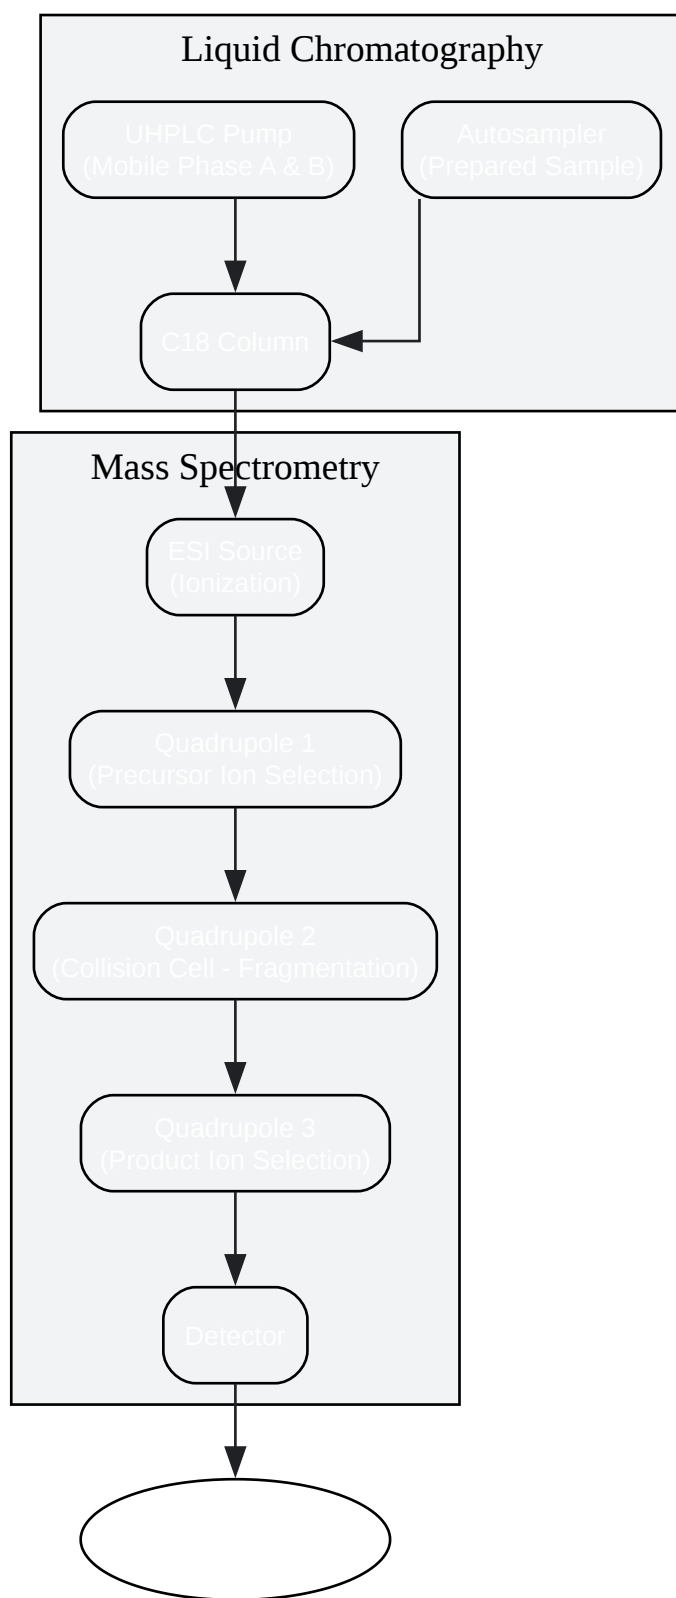 Liquid Chromatography
UHPLC Pump
(Mobile Phase A & B)
Autosampler
(Prepared Sample)
C18 Column
Mass Spectrometry
ESI Source
(Ionization)
Quadrupole 1
(Precursor Ion Selection)
Quadrupole 2
(Collision Cell - Fragmentation)
Quadrupole 3
(Product Ion Selection)
Detector